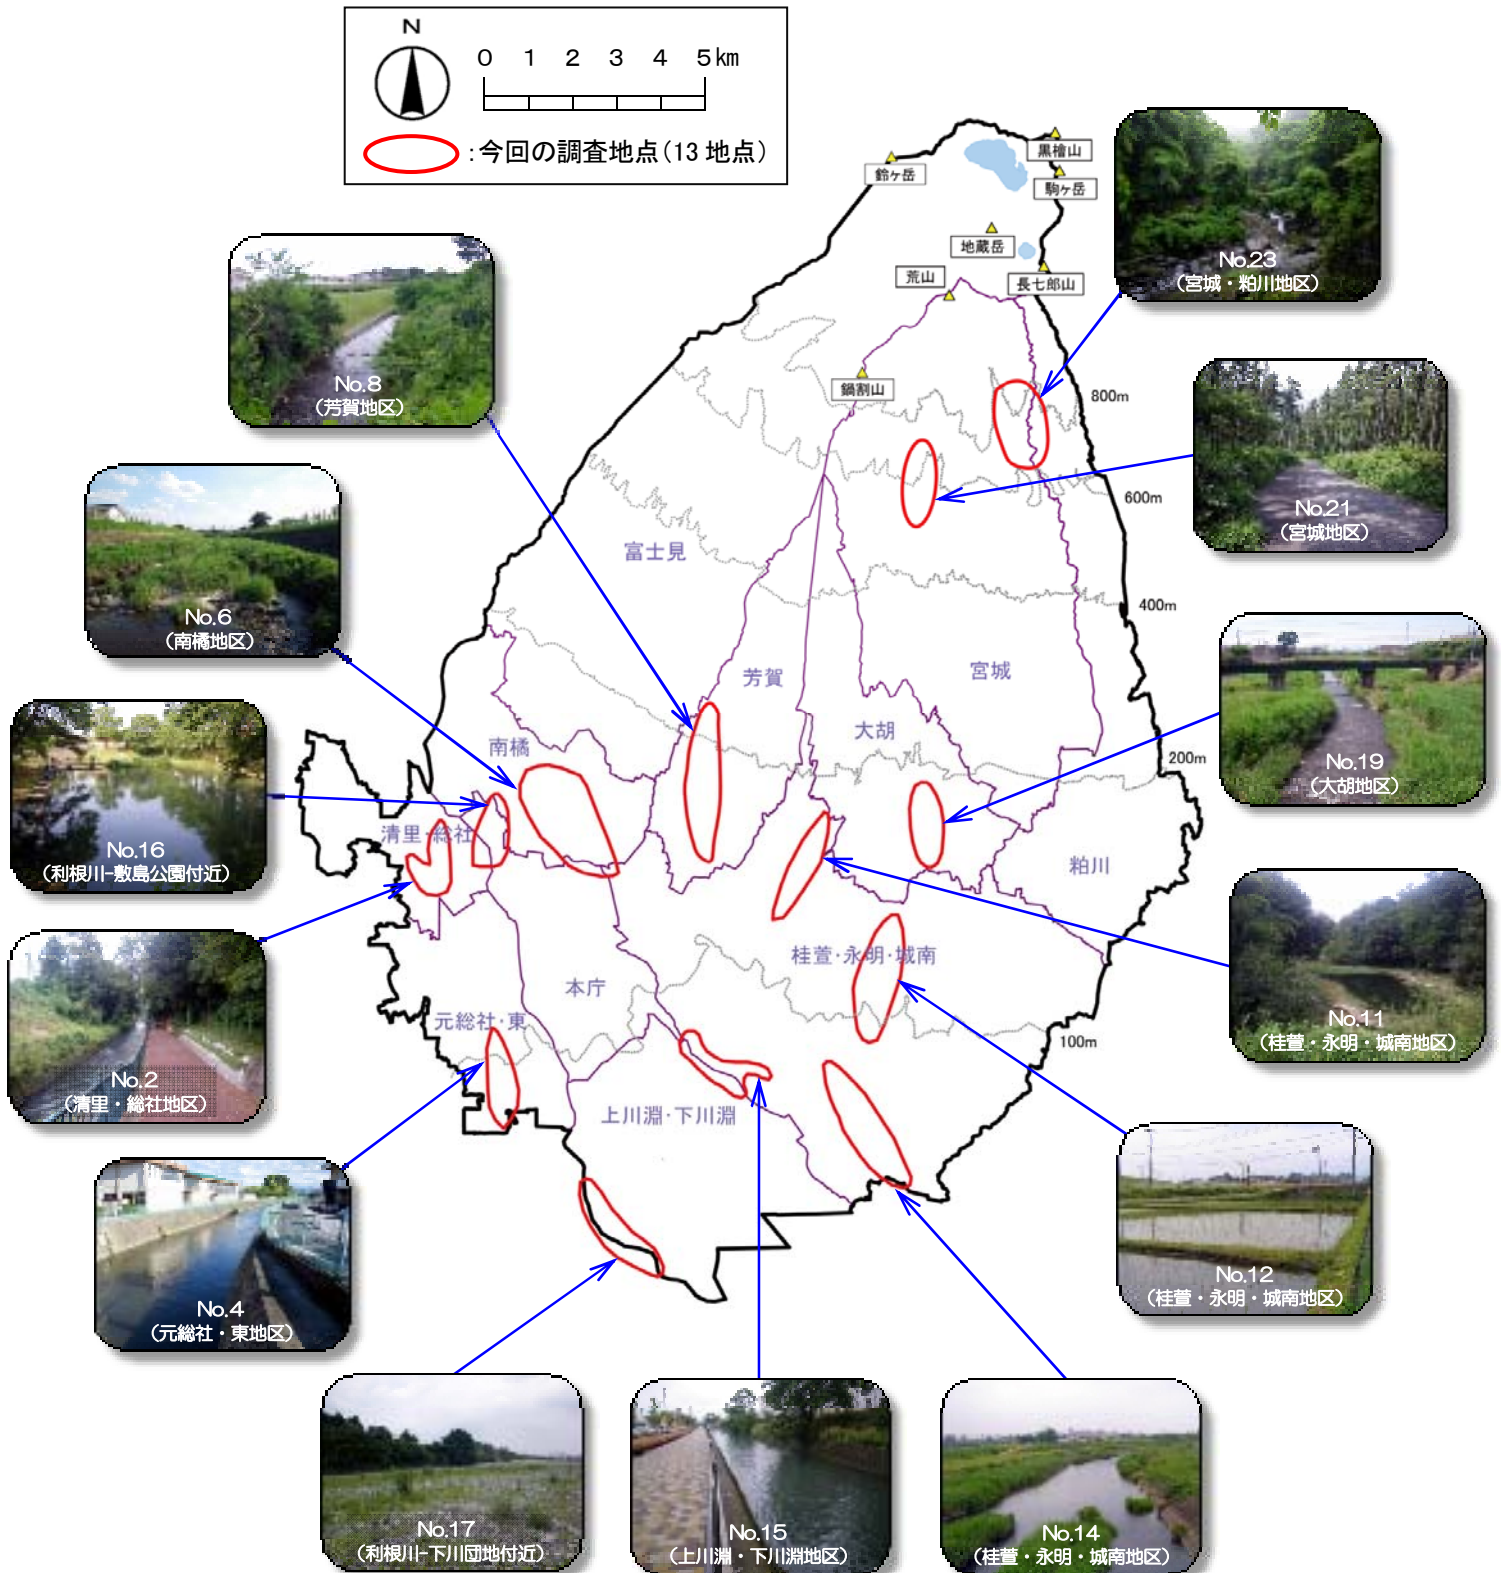 N
0 1 2 3 4 5km
:今回の調査地点(13 地点)
黒檜山
鈴ヶ岳
駒ヶ岳
地蔵岳
荒山
長七郎山
鍋割山
No.23
(宮城・粕川地区)
No.8
(芳賀地区)
800m
600m
No.21
(宮城地区)
富士見
400m
No.6
(南橘地区)
芳賀
宮城
大胡
南橘
200m
No.19
(大胡地区)
清里・総社
No.16
(利根川-敷島公園付近)
粕川
桂萱・永明・城南
本庁
元総社・東
100m
No.11
(桂萱・永明・城南地区)
No.2
(清里・総社地区)
上川淵・下川淵
No.12
(桂萱・永明・城南地区)
No.4
(元総社・東地区)
No.17
(利根川-下川団地付近)
No.15
(上川淵・下川淵地区)
No.14
(桂萱・永明・城南地区)